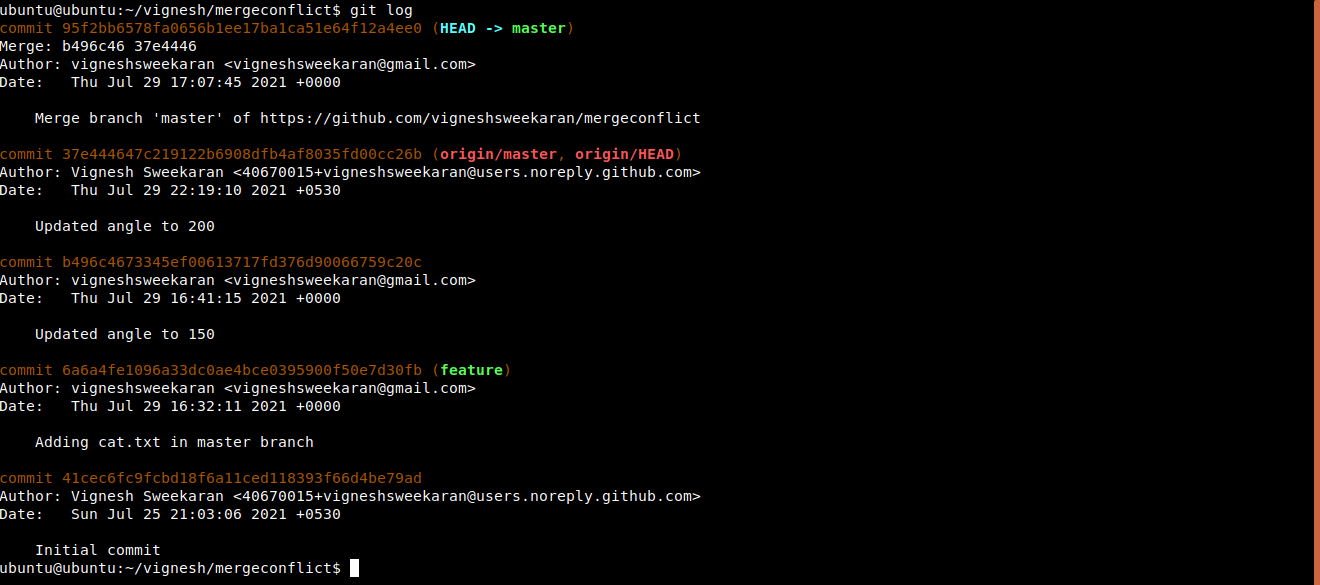 ubuntu@ubuntu:~/vignesh/mergeconflict$ git log
commit 95f2bb6578fa0656b1ee17ba1ca51e64f12a4ee0 (HEAD -> master)
Merge: b496c46 37e4446
Author: vigneshsweekaran <vigneshsweekaran@gmail.com>
Date:   Thu Jul 29 17:07:45 2021 +0000
    Merge branch 'master' of https://github.com/vigneshsweekaran/mergeconflict
commit 37e444647c219122b6908dfb4af8035fd00cc26b (origin/master, origin/HEAD)
Author: Vignesh Sweekaran <40670015+vigneshsweekaran@users.noreply.github.com>
Date:   Thu Jul 29 22:19:10 2021 +0530
    Updated angle to 200
commit b496c4673345ef00613717fd376d90066759c20c
Author: vigneshsweekaran <vigneshsweekaran@gmail.com>
Date:   Thu Jul 29 16:41:15 2021 +0000
    Updated angle to 150
commit 6a6a4fe1096a33dc0ae4bce0395900f50e7d30fb (feature)
Author: vigneshsweekaran <vigneshsweekaran@gmail.com>
Date:   Thu Jul 29 16:32:11 2021 +0000
    Adding cat.txt in master branch
commit 41cec6fc9fcbd18f6a11ced118393f66d4be79ad
Author: Vignesh Sweekaran <40670015+vigneshsweekaran@users.noreply.github.com>
Date:   Sun Jul 25 21:03:06 2021 +0530
    Initial commit
ubuntu@ubuntu:~/vignesh/mergeconflict$